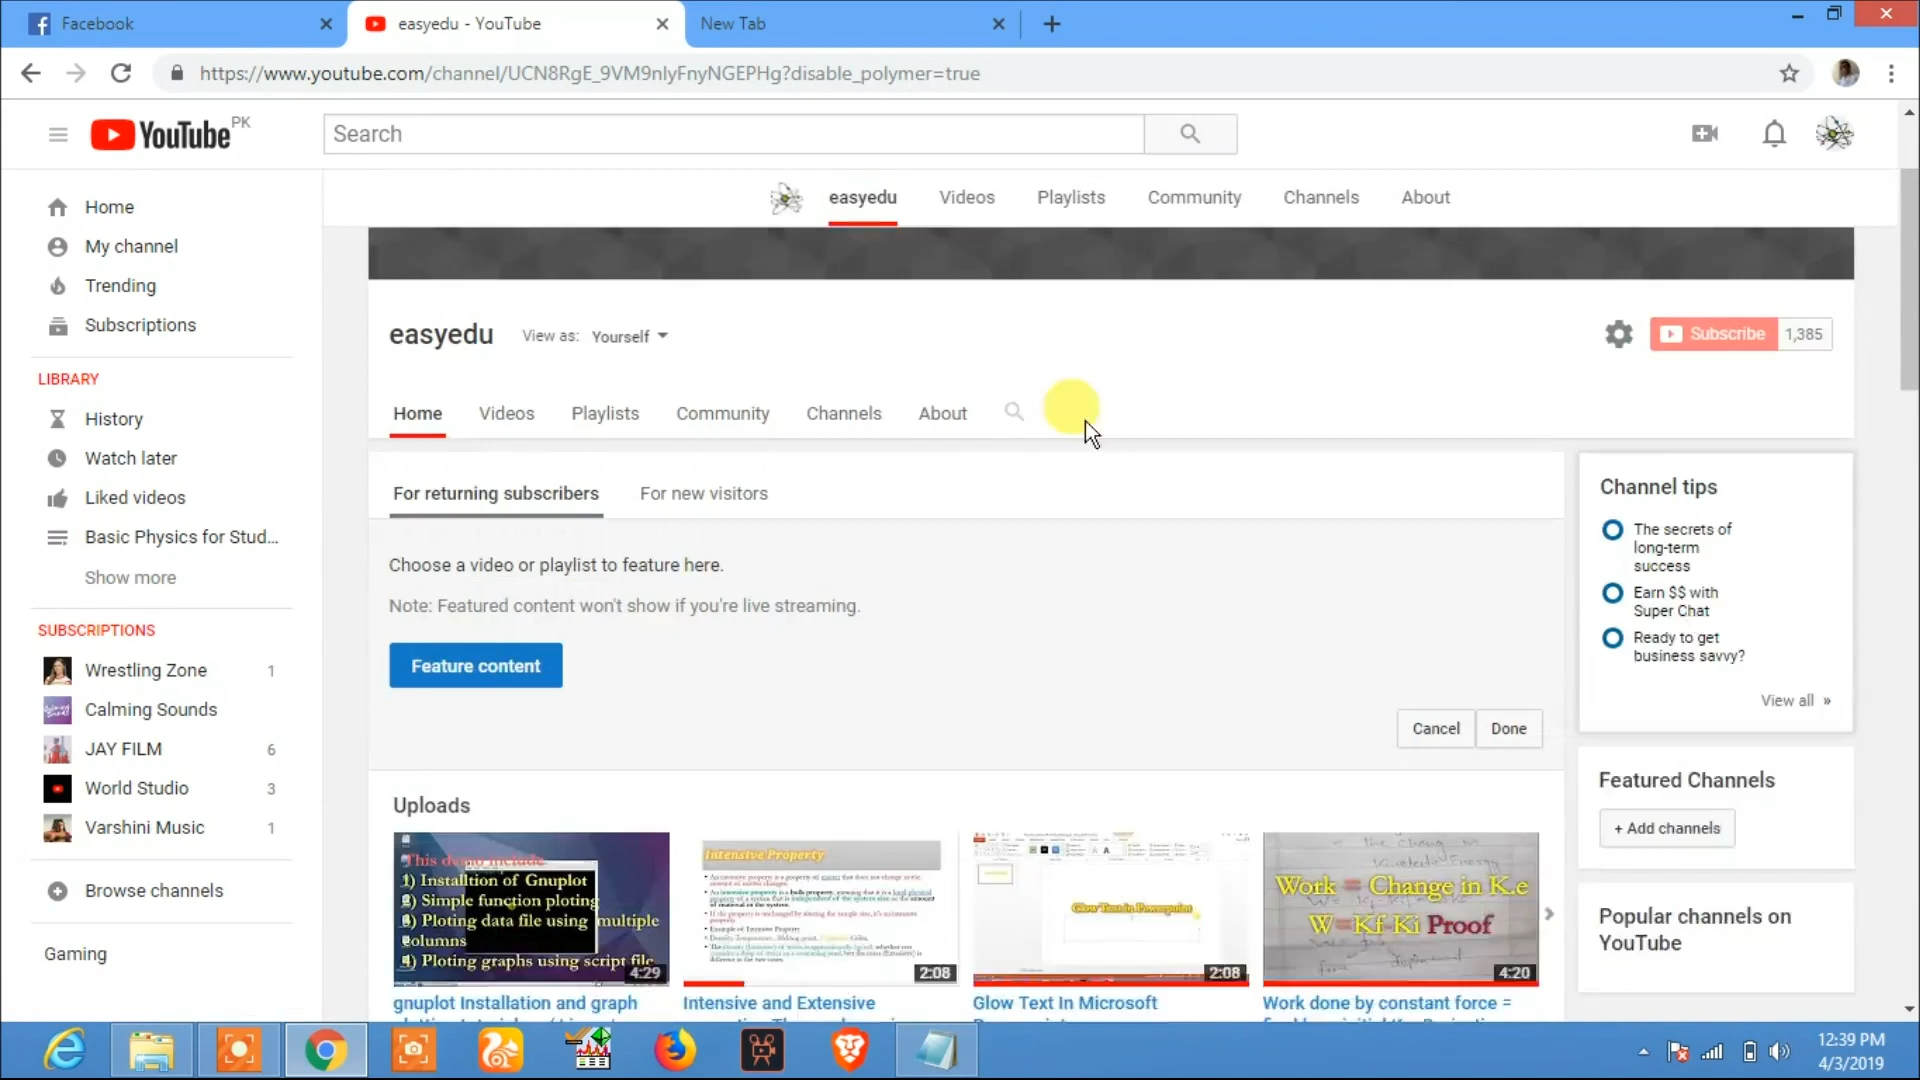 Facebook
easyedu - YouTube
New Tab
https://www.youtube.com/channel/UCN8RgE_9VM9nlyFnyNGEPHg?disable_polymer=true
YouTube PK
Search
easyedu
Videos
Playlists
Community
Channels
About
Home
My channel
Trending
Subscriptions
LIBRARY
History
Watch later
Liked videos
Basic Physics for Stud...
Show more
SUBSCRIPTIONS
Wrestling Zone 1
Calming Sounds
JAY FILM 6
World Studio 3
Varshini Music 1
Browse channels
Gaming
easyedu
View as: Yourself
Subscribe 1,385
Home
Videos
Playlists
Community
Channels
About
For returning subscribers
For new visitors
Choose a video or playlist to feature here.
Note: Featured content won't show if you're live streaming.
Feature content
Cancel
Done
Channel tips
The secrets of
long-term
success
Earn $$ with
Super Chat
Ready to get
business savvy?
View all »
Featured Channels
+ Add channels
Popular channels on
YouTube
Uploads
This demo include
1) Installtion of Gnuplot
2) Simple function ploting
3) Ploting data file using multiple
columns
4) Ploting graphs using script file
4:29
gnuplot Installation and graph
Intensive Property
2:08
Intensive and Extensive
Glow Text in Powerpoint
2:08
Glow Text In Microsoft
Work = Change in K.e
W=Kf Ki Proof
4:20
Work done by constant force =
12:39 PM
4/3/2019